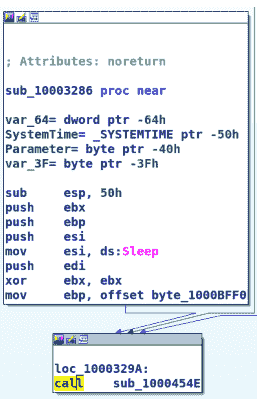 ; Attributes: noreturn
sub_10003286 proc near
var_64= dword ptr -64h
SystemTime= _SYSTEMTIME ptr -50h
Parameter= byte ptr -40h
var_3F= byte ptr -3Fh
sub esp, 50h
push ebx
push ebp
push esi
mov esi, ds:Sleep
push edi
xor ebx, ebx
mov ebp, offset byte_1000BFF0
loc_1000329A:
call sub_1000454E